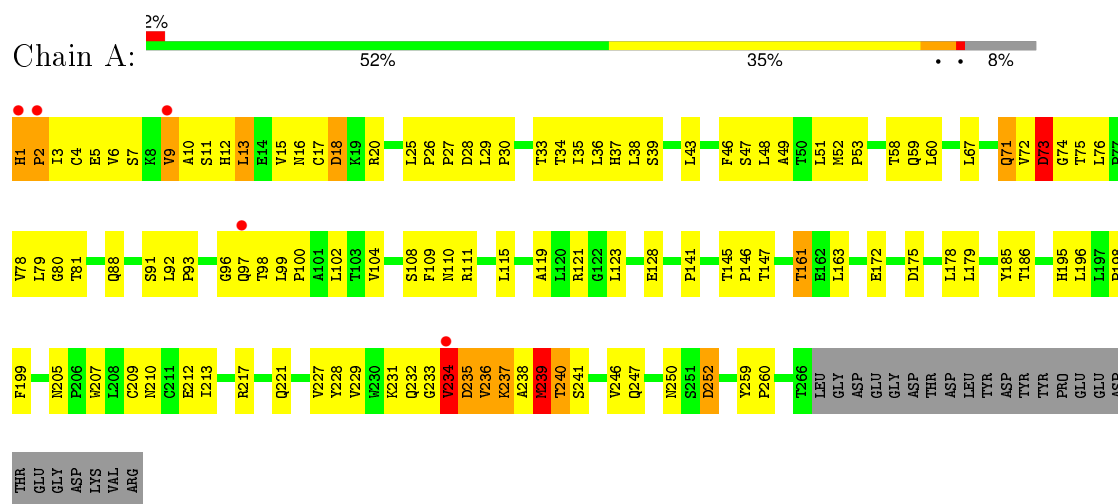 2%
Chain A:
52% 35% • • 8%
H1 P2 I3 C4 E5 V6 S7 K8 V9 A10 S11 H12 L13 E14 V15 N16 C17 D18 K19 R20 L25 P26 P27 D28 L29 P30 T33 T34 I35 L36 H37 L38 S39 L43 F46 S47 L48 A49 T50 L51 M52 P53 T58 Q59 L60 L67 Q71 V72 D73 G74 T75 L76 P77
V78 L79 G80 T81 Q88 S91 L92 P93 G96 Q97 T98 L99 P100 A101 L102 T103 V104 S108 F109 N110 R111 L115 A119 L120 R121 G122 L123 E128 P141 T145 P146 T147 T161 E162 L163 E172 D175 L178 L179 Y185 T186 H195 L196 L197 P198
F199 N205 P206 W207 L208 C209 N210 C211 E212 I213 R217 Q221 V227 Y228 V229 W230 K231 Q232 G233 V234 D235 V236 K237 A238 M239 T240 S241 V246 Q247 N250 S251 D252 Y259 P260 T266 LEU GLY ASP GLU GLY ASP THR ASP LEU TYR ASP TYR TYR PRO GLU GLU ASP
THR GLU GLY ASP LYS VAL ARG